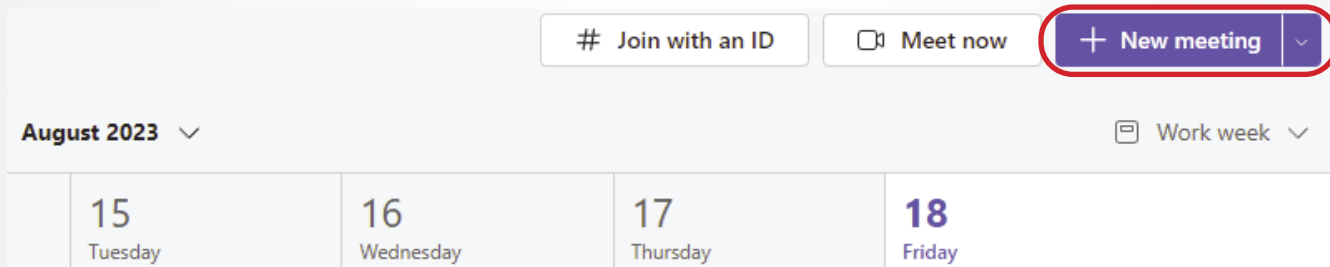 # Join with an ID
Meet now
+ New meeting
August 2023
Work week
15
Tuesday
16
Wednesday
17
Thursday
18
Friday